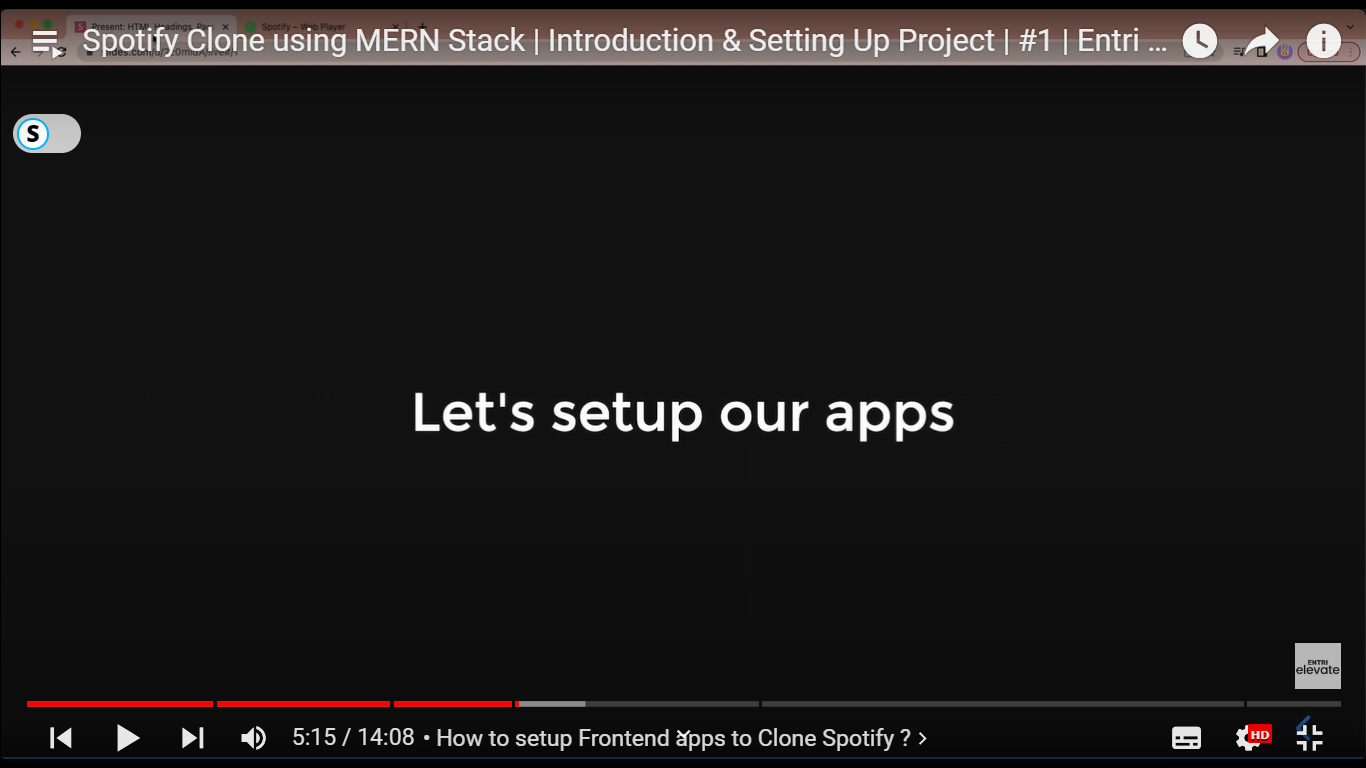 Present: HTML Headings, Par
Spotify – Web Player
Spotify Clone using MERN Stack | Introduction & Setting Up Project | #1 | Entri ...
S
Let's setup our apps
ENTRI
elevate
5:15 / 14:08 • How to setup Frontend apps to Clone Spotify ?
HD